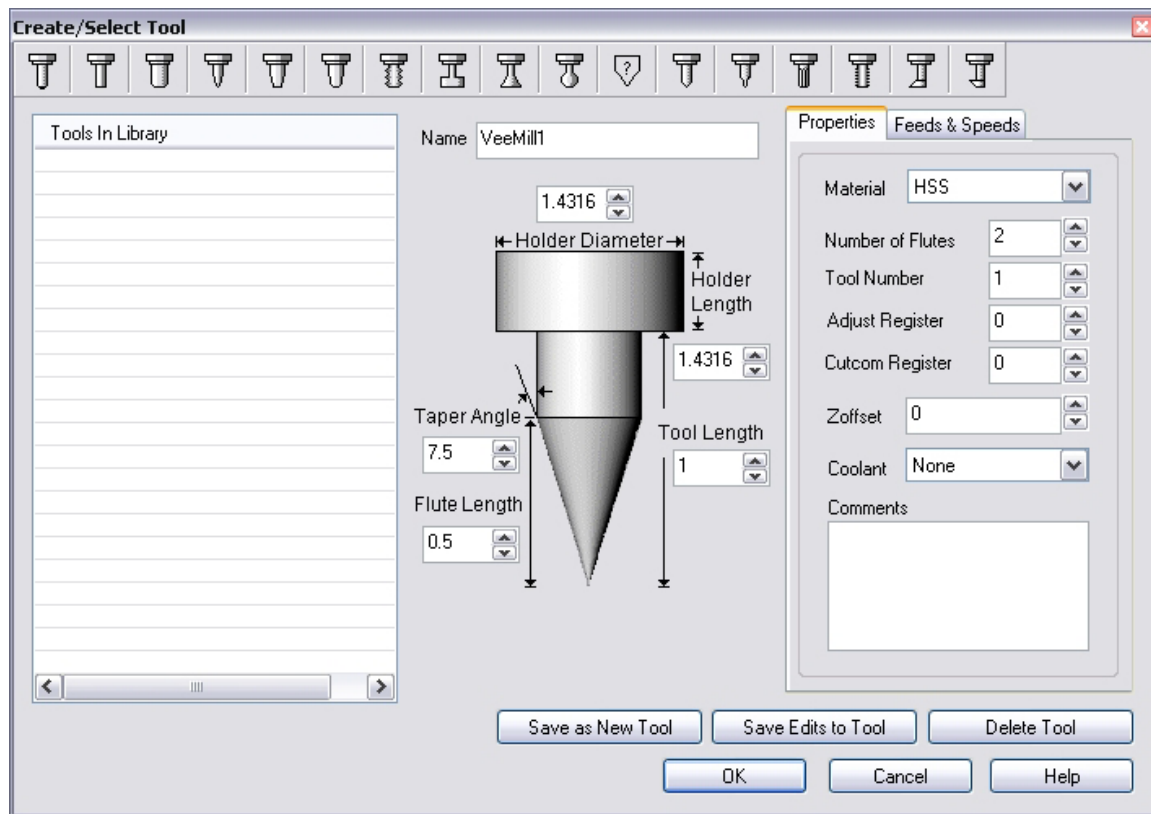 Create/Select Tool
?
Tools In Library
Name VeeMill1
1.4316
Holder Diameter
Holder
Length
1.4316
Taper Angle
7.5
Tool Length
1
Flute Length
0.5
Properties
Feeds & Speeds
Material HSS
Number of Flutes 2
Tool Number 1
Adjust Register 0
Cutcom Register 0
Zoffset 0
Coolant None
Comments
Save as New Tool
Save Edits to Tool
Delete Tool
OK
Cancel
Help